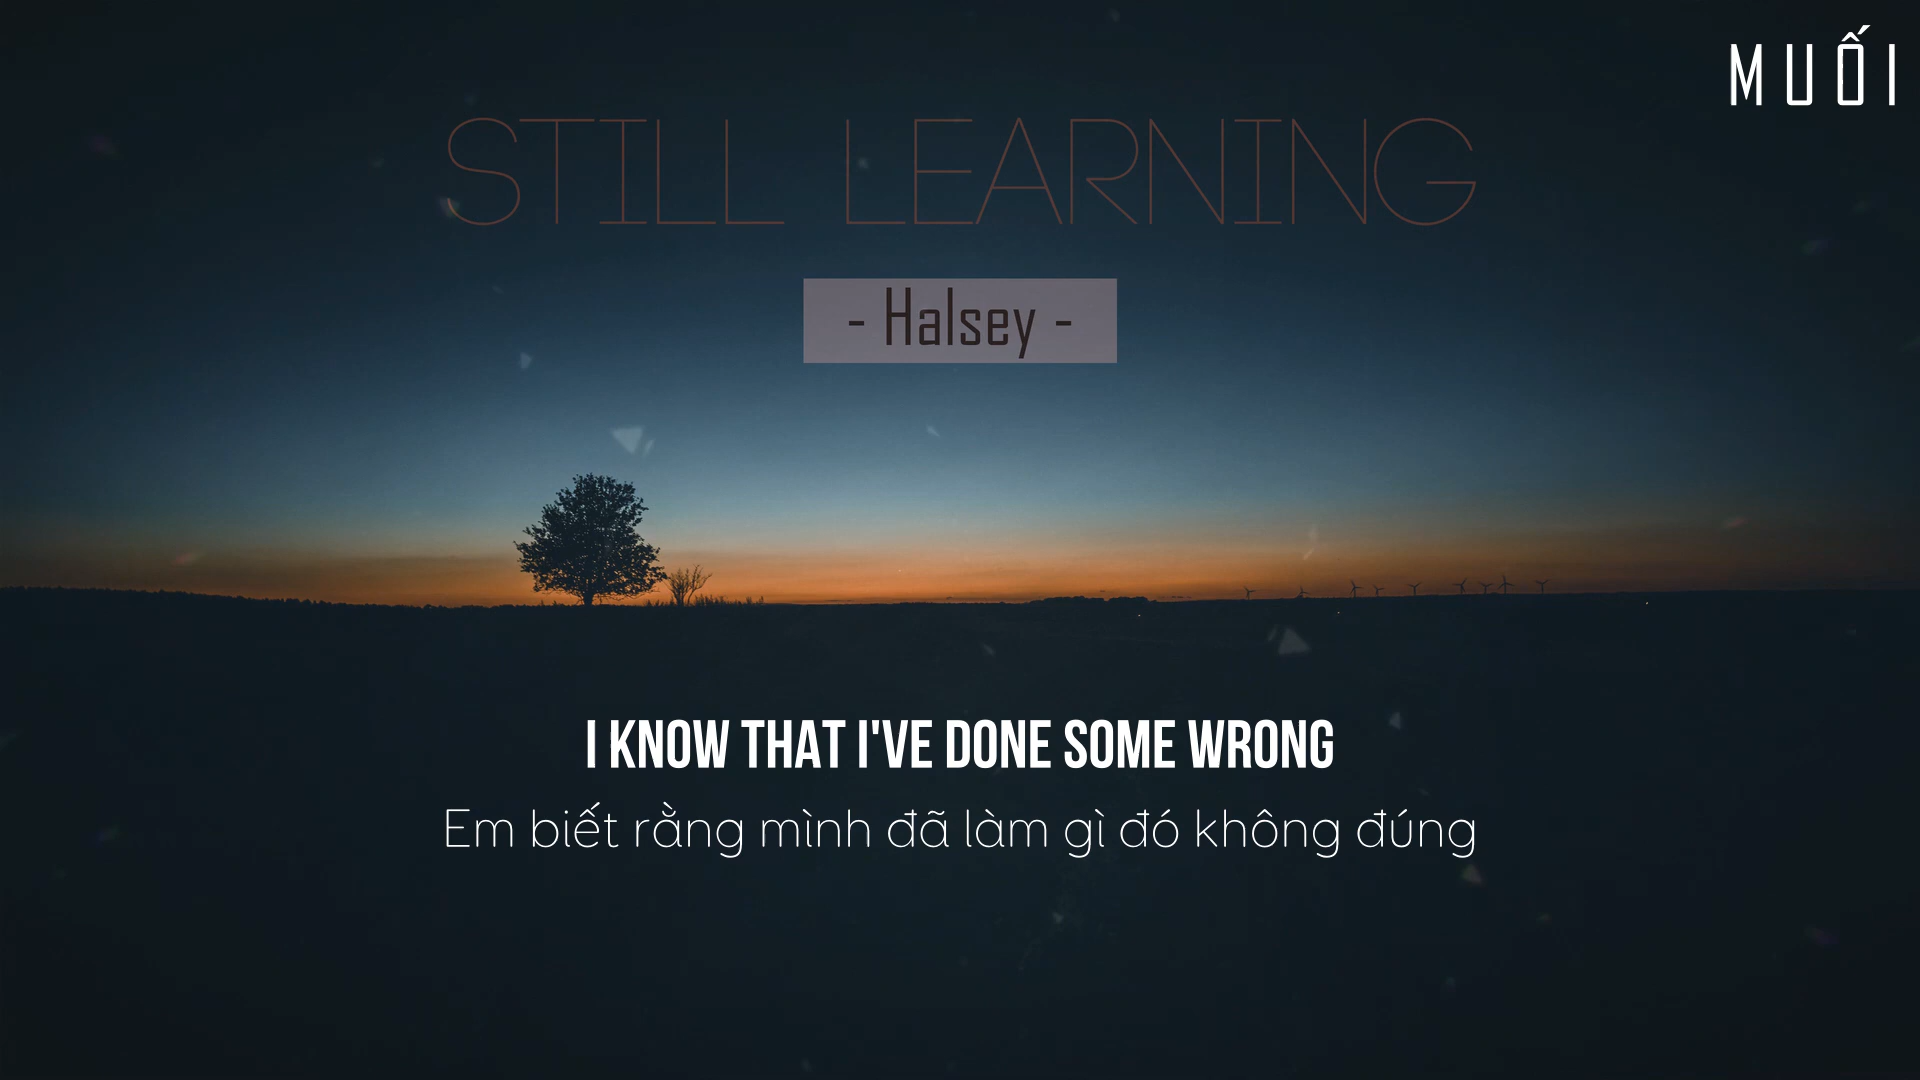 MUỐI
STILL LEARNING
- Halsey -
I KNOW THAT I'VE DONE SOME WRONG
Em biết rằng mình đã làm gì đó không đúng